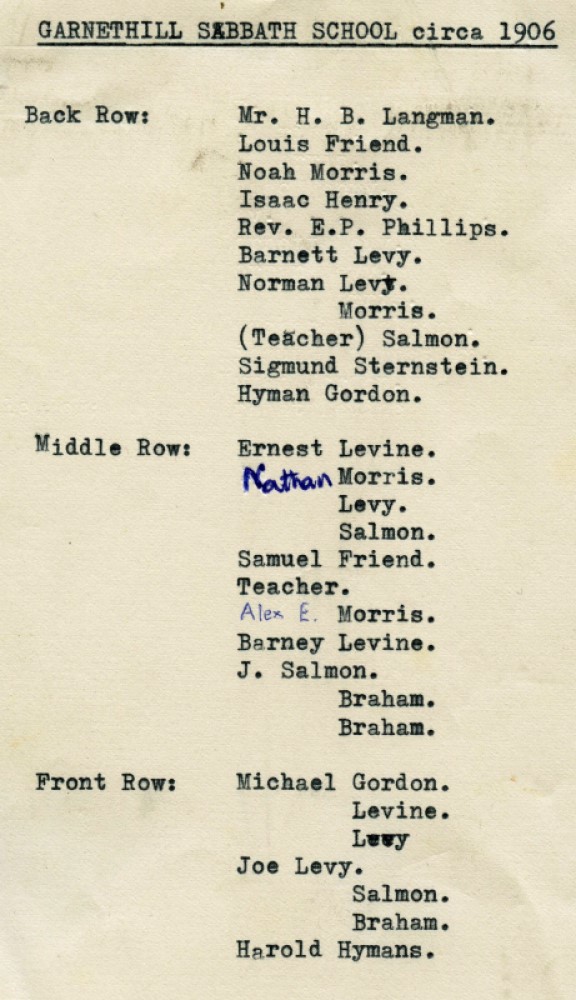 GARNETHILL SABBATH SCHOOL circa 1906
Back Row: Mr. H. B. Langman.
Louis Friend.
Noah Morris.
Isaac Henry.
Rev. E.P. Phillips.
Barnett Levy.
Norman Levy.
Morris.
(Teacher) Salmon.
Sigmund Sternstein.
Hyman Gordon.
Middle Row: Ernest Levine.
Nathan Morris.
Levy.
Salmon.
Samuel Friend.
Teacher.
Alex E. Morris.
Barney Levine.
J. Salmon.
Braham.
Braham.
Front Row: Michael Gordon.
Levine.
Levy
Joe Levy.
Salmon.
Braham.
Harold Hymans.